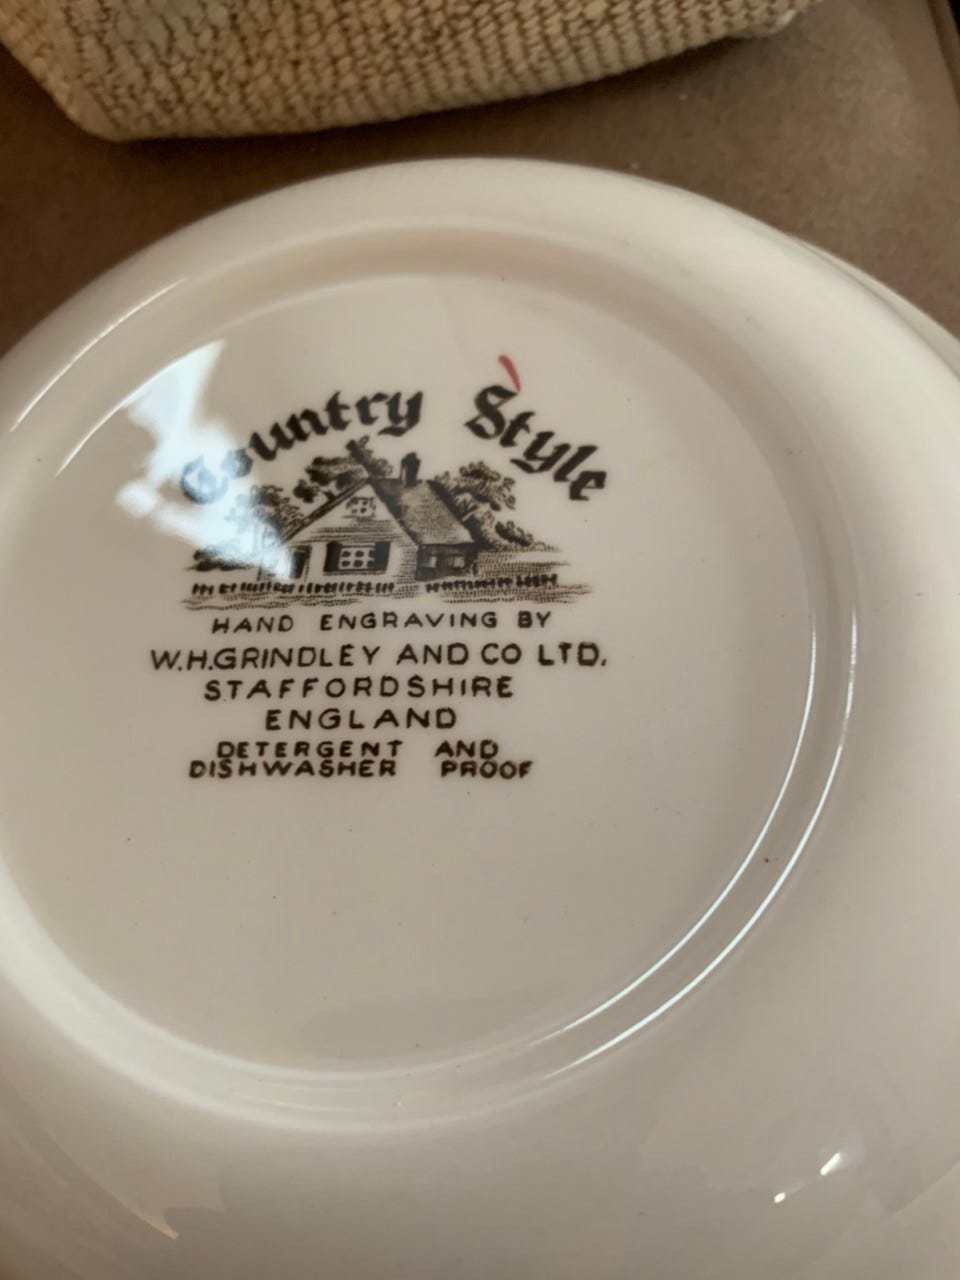 Country Style
HAND ENGRAVING BY
W.H.GRINDLEY AND CO LTD.
STAFFORDSHIRE
ENGLAND
DETERGENT AND
DISHWASHER PROOF